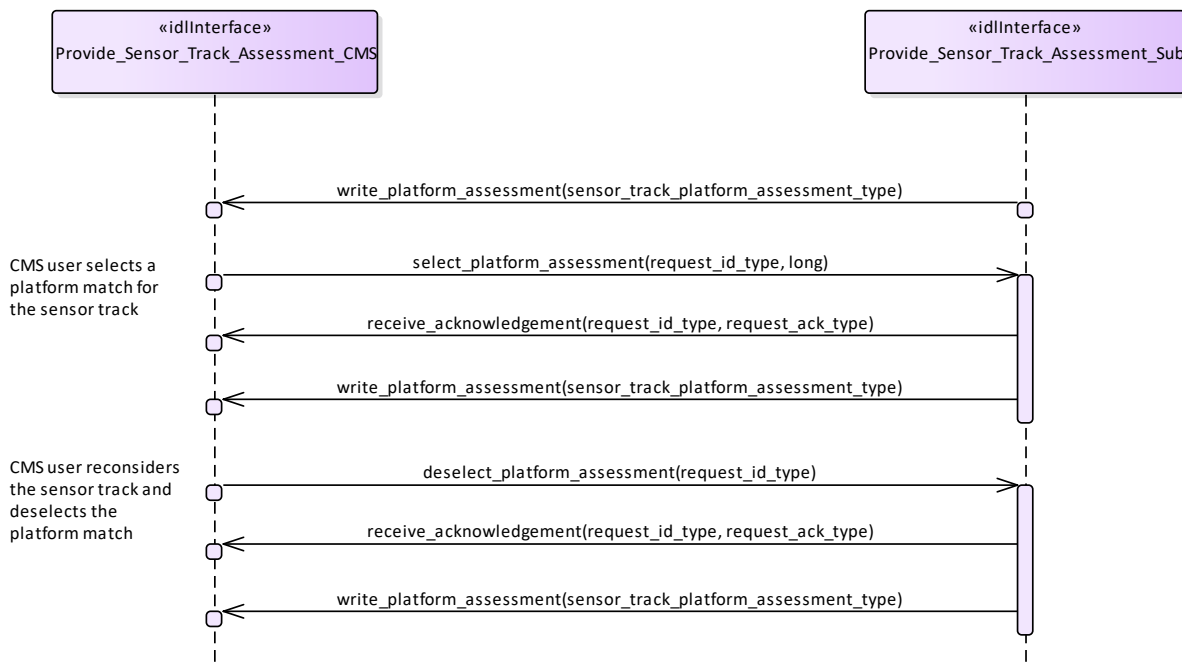 «idlInterface»
Provide_Sensor_Track_Assessment_CMS
«idlInterface»
Provide_Sensor_Track_Assessment_Sub
write_platform_assessment(sensor_track_platform_assessment_type)
CMS user selects a
platform match for
the sensor track
select_platform_assessment(request_id_type, long)
receive_acknowledgement(request_id_type, request_ack_type)
write_platform_assessment(sensor_track_platform_assessment_type)
CMS user reconsiders
the sensor track and
deselects the
platform match
deselect_platform_assessment(request_id_type)
receive_acknowledgement(request_id_type, request_ack_type)
write_platform_assessment(sensor_track_platform_assessment_type)